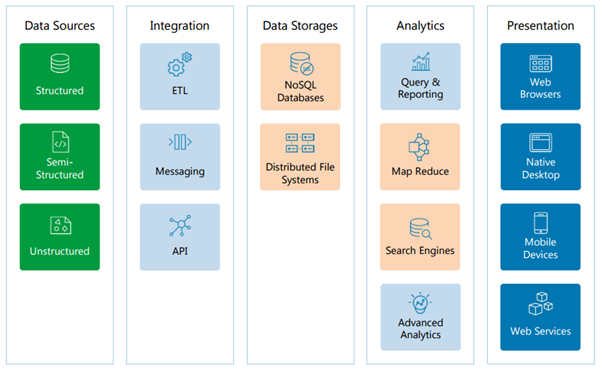 Data Sources
Structured
Semi-
Structured
Unstructured
Integration
ETL
Messaging
API
Data Storages
NoSQL
Databases
Distributed File
Systems
Analytics
Query &
Reporting
Map Reduce
Search Engines
Advanced
Analytics
Presentation
Web
Browsers
Native
Desktop
Mobile
Devices
Web Services